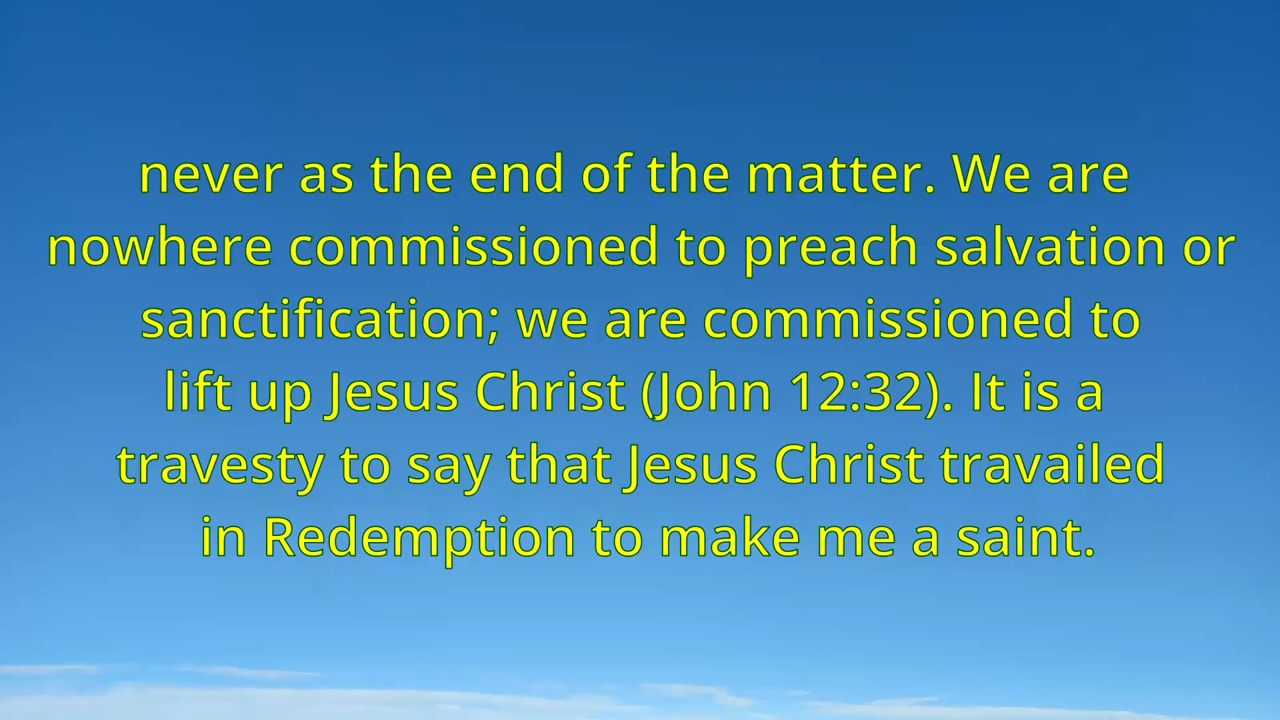 never as the end of the matter. We are
nowhere commissioned to preach salvation or
sanctification; we are commissioned to
lift up Jesus Christ (John 12:32). It is a
travesty to say that Jesus Christ travailed
in Redemption to make me a saint.